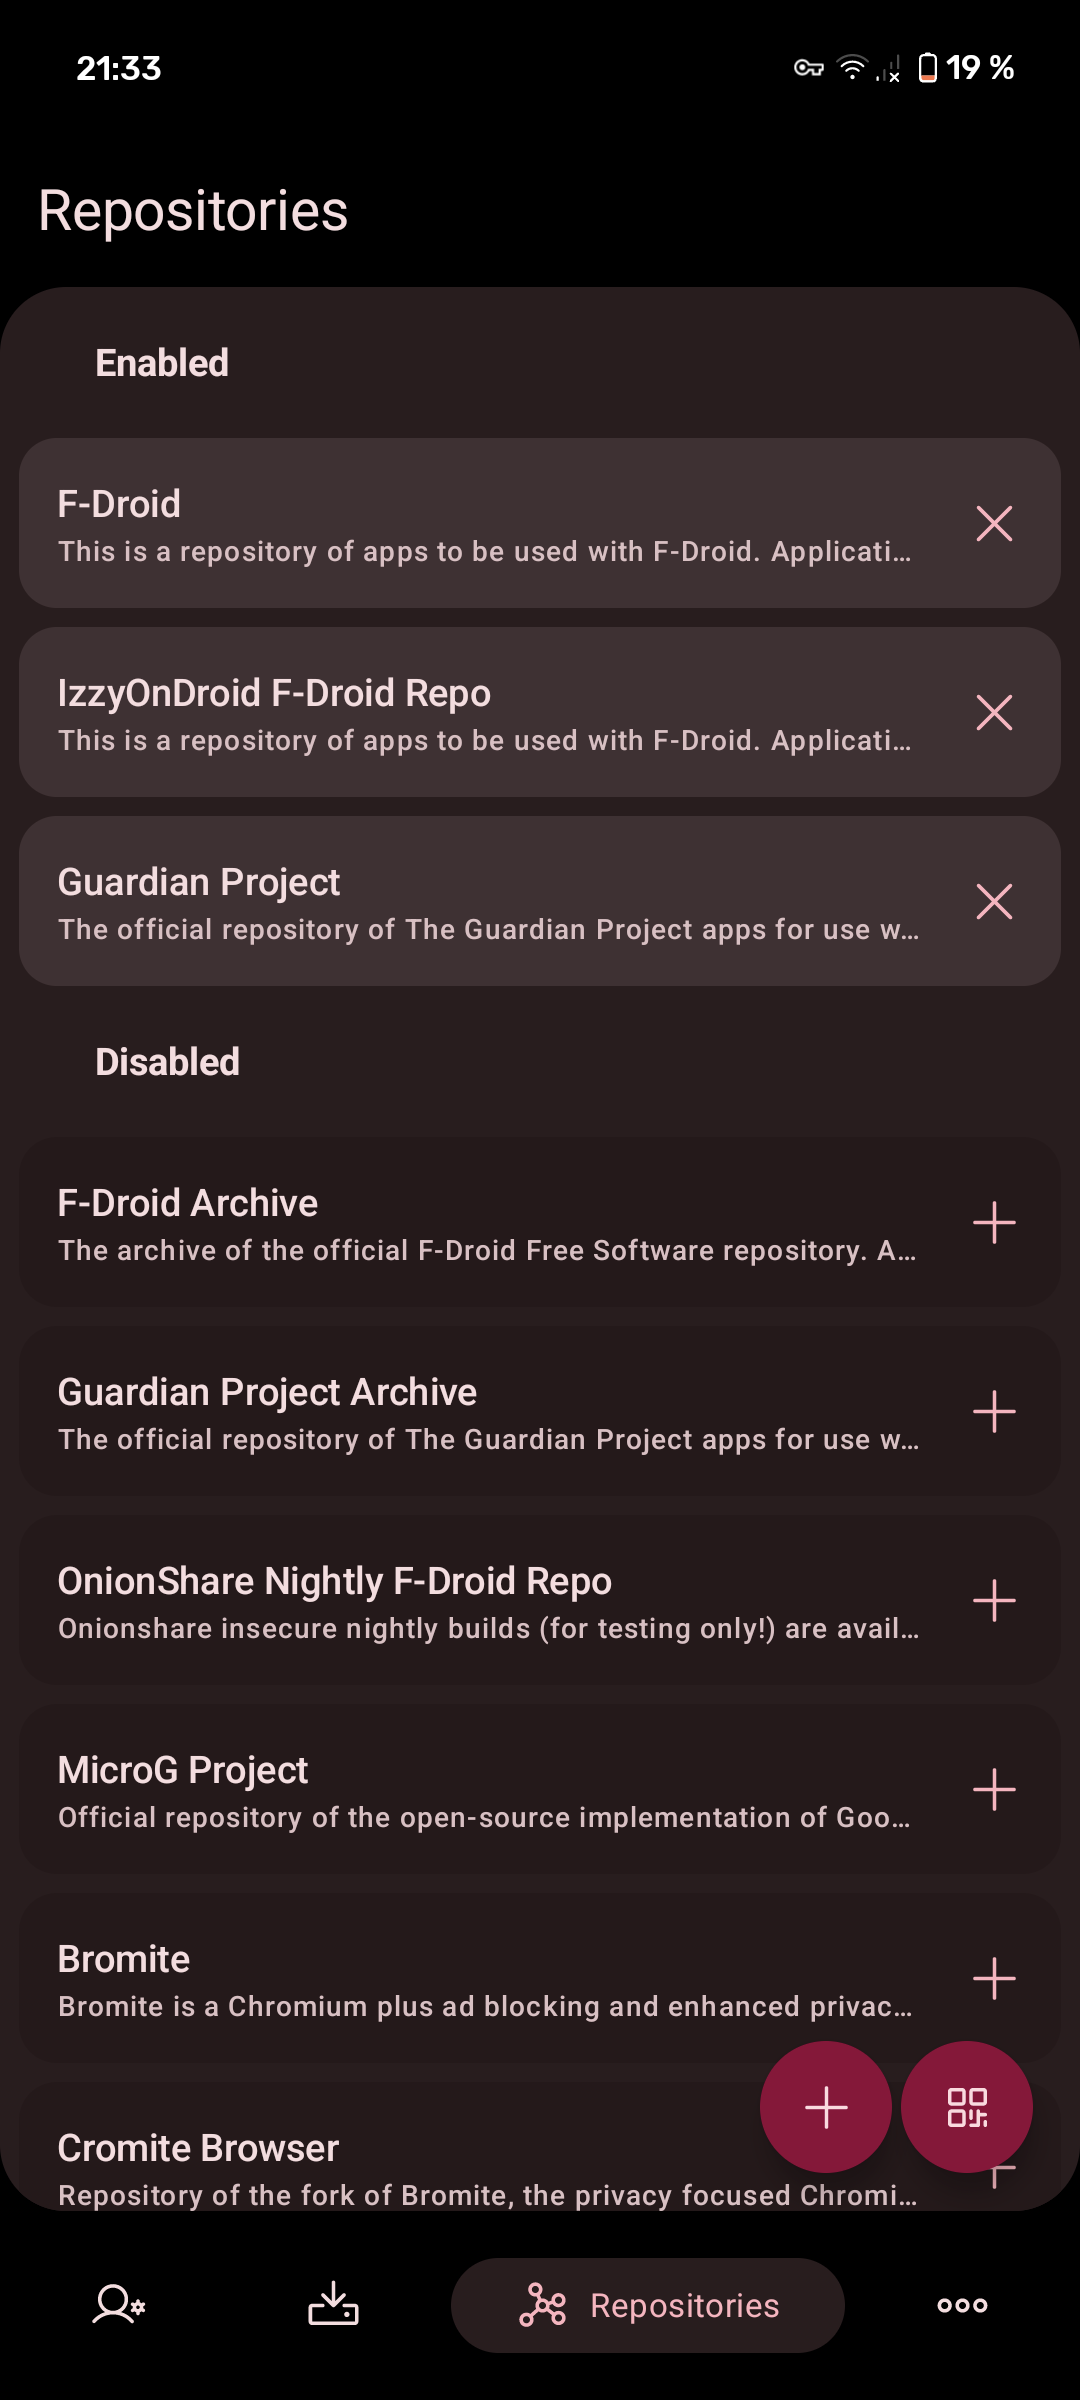 21:33
19 %
Repositories
Enabled
F-Droid
This is a repository of apps to be used with F-Droid. Applicati…
IzzyOnDroid F-Droid Repo
This is a repository of apps to be used with F-Droid. Applicati…
Guardian Project
The official repository of The Guardian Project apps for use w…
Disabled
F-Droid Archive
The archive of the official F-Droid Free Software repository. A…
Guardian Project Archive
The official repository of The Guardian Project apps for use w…
OnionShare Nightly F-Droid Repo
Onionshare insecure nightly builds (for testing only!) are avail…
MicroG Project
Official repository of the open-source implementation of Goo…
Bromite
Bromite is a Chromium plus ad blocking and enhanced privac…
Cromite Browser
Repository of the fork of Bromite, the privacy focused Chromi…
Repositories